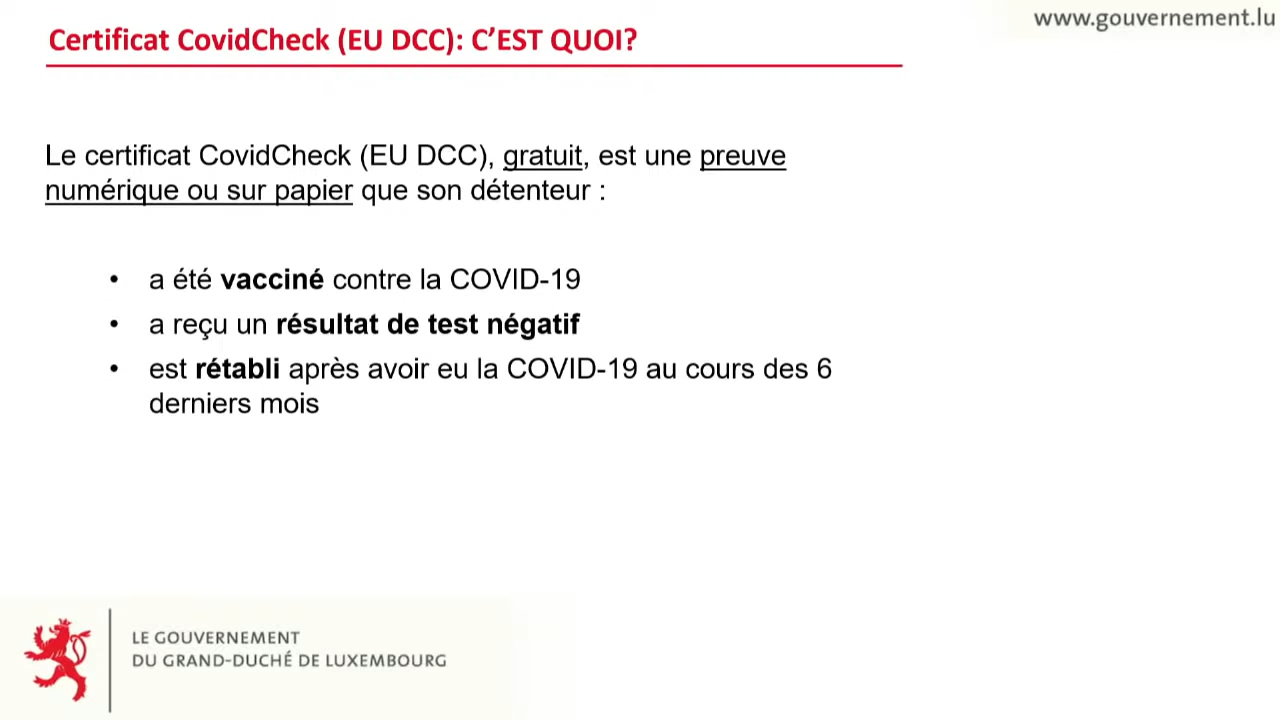 www.gouvernement.lu
Certificat CovidCheck (EU DCC): C’EST QUOI?
Le certificat CovidCheck (EU DCC), gratuit, est une preuve
numérique ou sur papier que son détenteur :
• a été vacciné contre la COVID-19
• a reçu un résultat de test négatif
• est rétabli après avoir eu la COVID-19 au cours des 6
derniers mois
LE GOUVERNEMENT
DU GRAND-DUCHÉ DE LUXEMBOURG